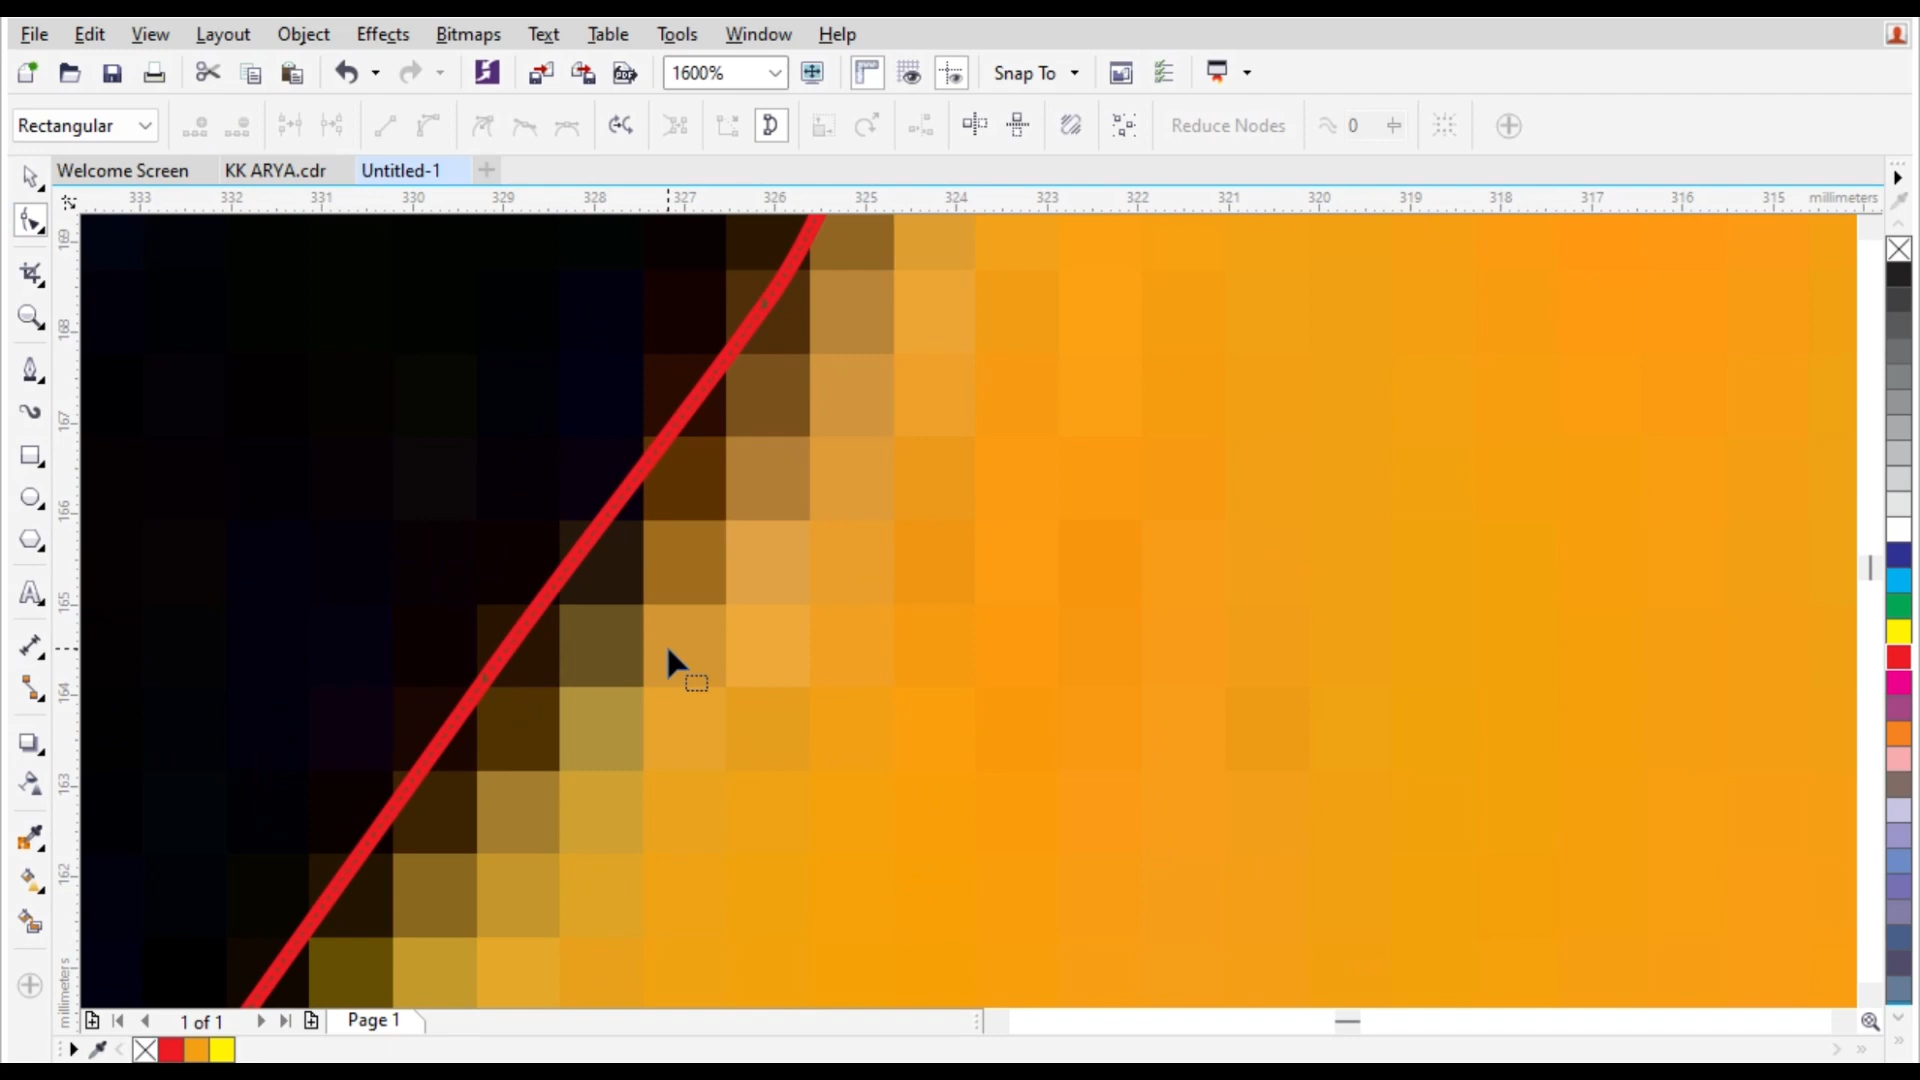 File Edit View Layout Object Effects Bitmaps Text Table Tools Window Help
1600% Snap To
Rectangular Reduce Nodes 0
Welcome Screen KK ARYA.cdr Untitled-1
333 332 331 330 329 328 327 326 325 324 323 322 321 320 319 318 317 316 315 millimeters
169
168
167
166
165
164
163
162
millimeters
1 of 1 Page 1